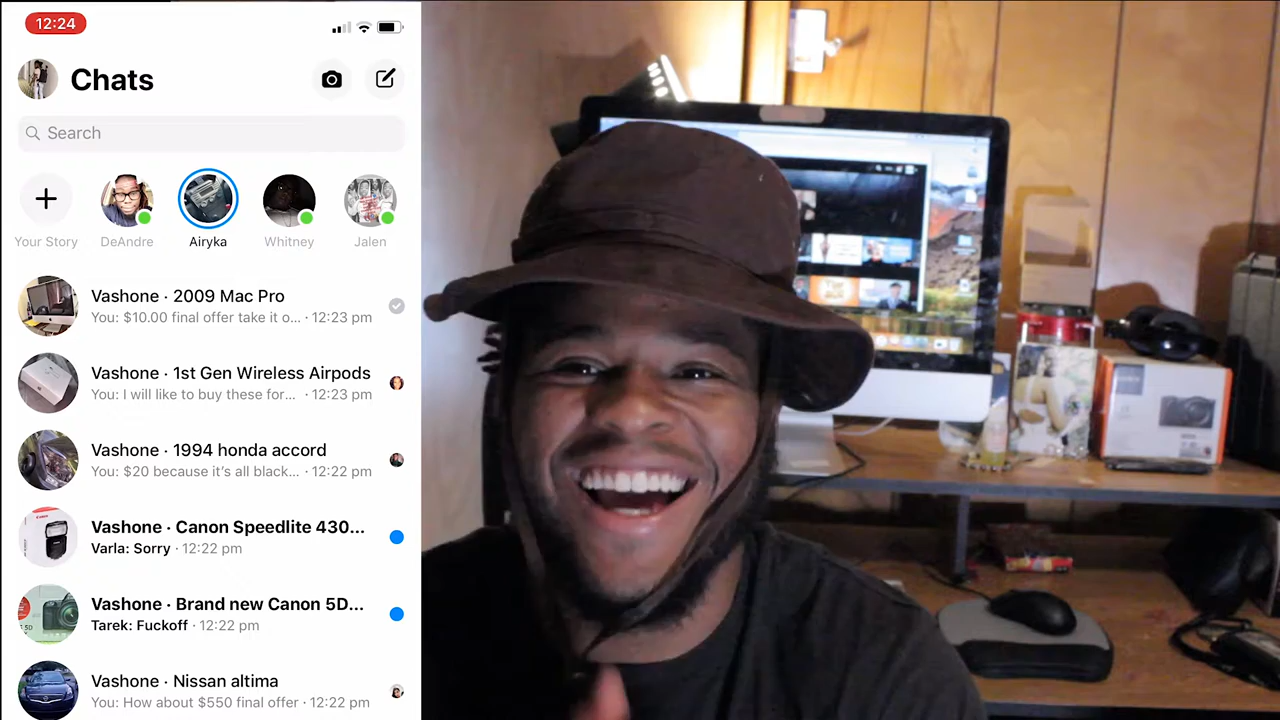 12:24
Chats
Search
Your Story
DeAndre
Airyka
Whitney
Jalen
Vashone · 2009 Mac Pro
You: $10.00 final offer take it o... · 12:23 pm
Vashone · 1st Gen Wireless Airpods
You: I will like to buy these for... · 12:23 pm
Vashone · 1994 honda accord
You: $20 because it's all black... · 12:22 pm
Vashone · Canon Speedlite 430...
Varla: Sorry · 12:22 pm
Vashone · Brand new Canon 5D...
Tarek: Fuckoff · 12:22 pm
Vashone · Nissan altima
You: How about $550 final offer · 12:22 pm
SONY